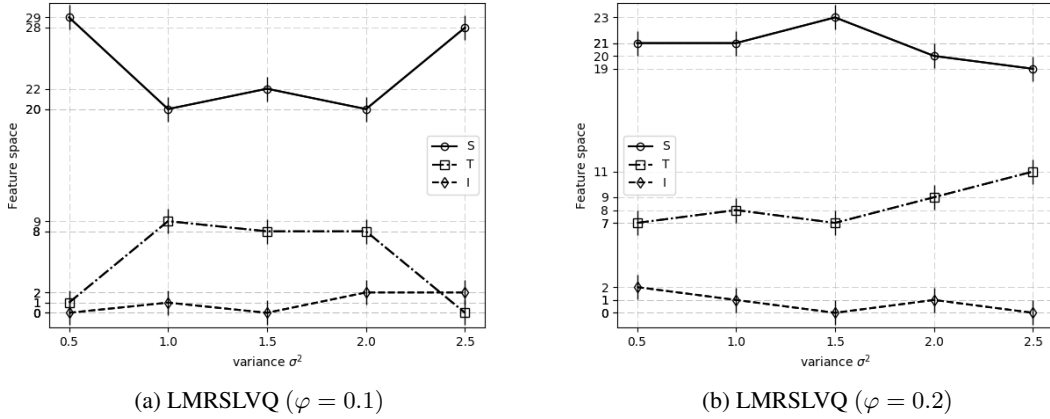 29
28
22
20
9
8
2
1
0
Feature space
S
T
I
0.5 1.0 1.5 2.0 2.5
variance σ²
(a) LMRSLVQ (φ = 0.1)
23
21
20
19
11
9
8
7
2
1
0
Feature space
S
T
I
0.5 1.0 1.5 2.0 2.5
variance σ²
(b) LMRSLVQ (φ = 0.2)